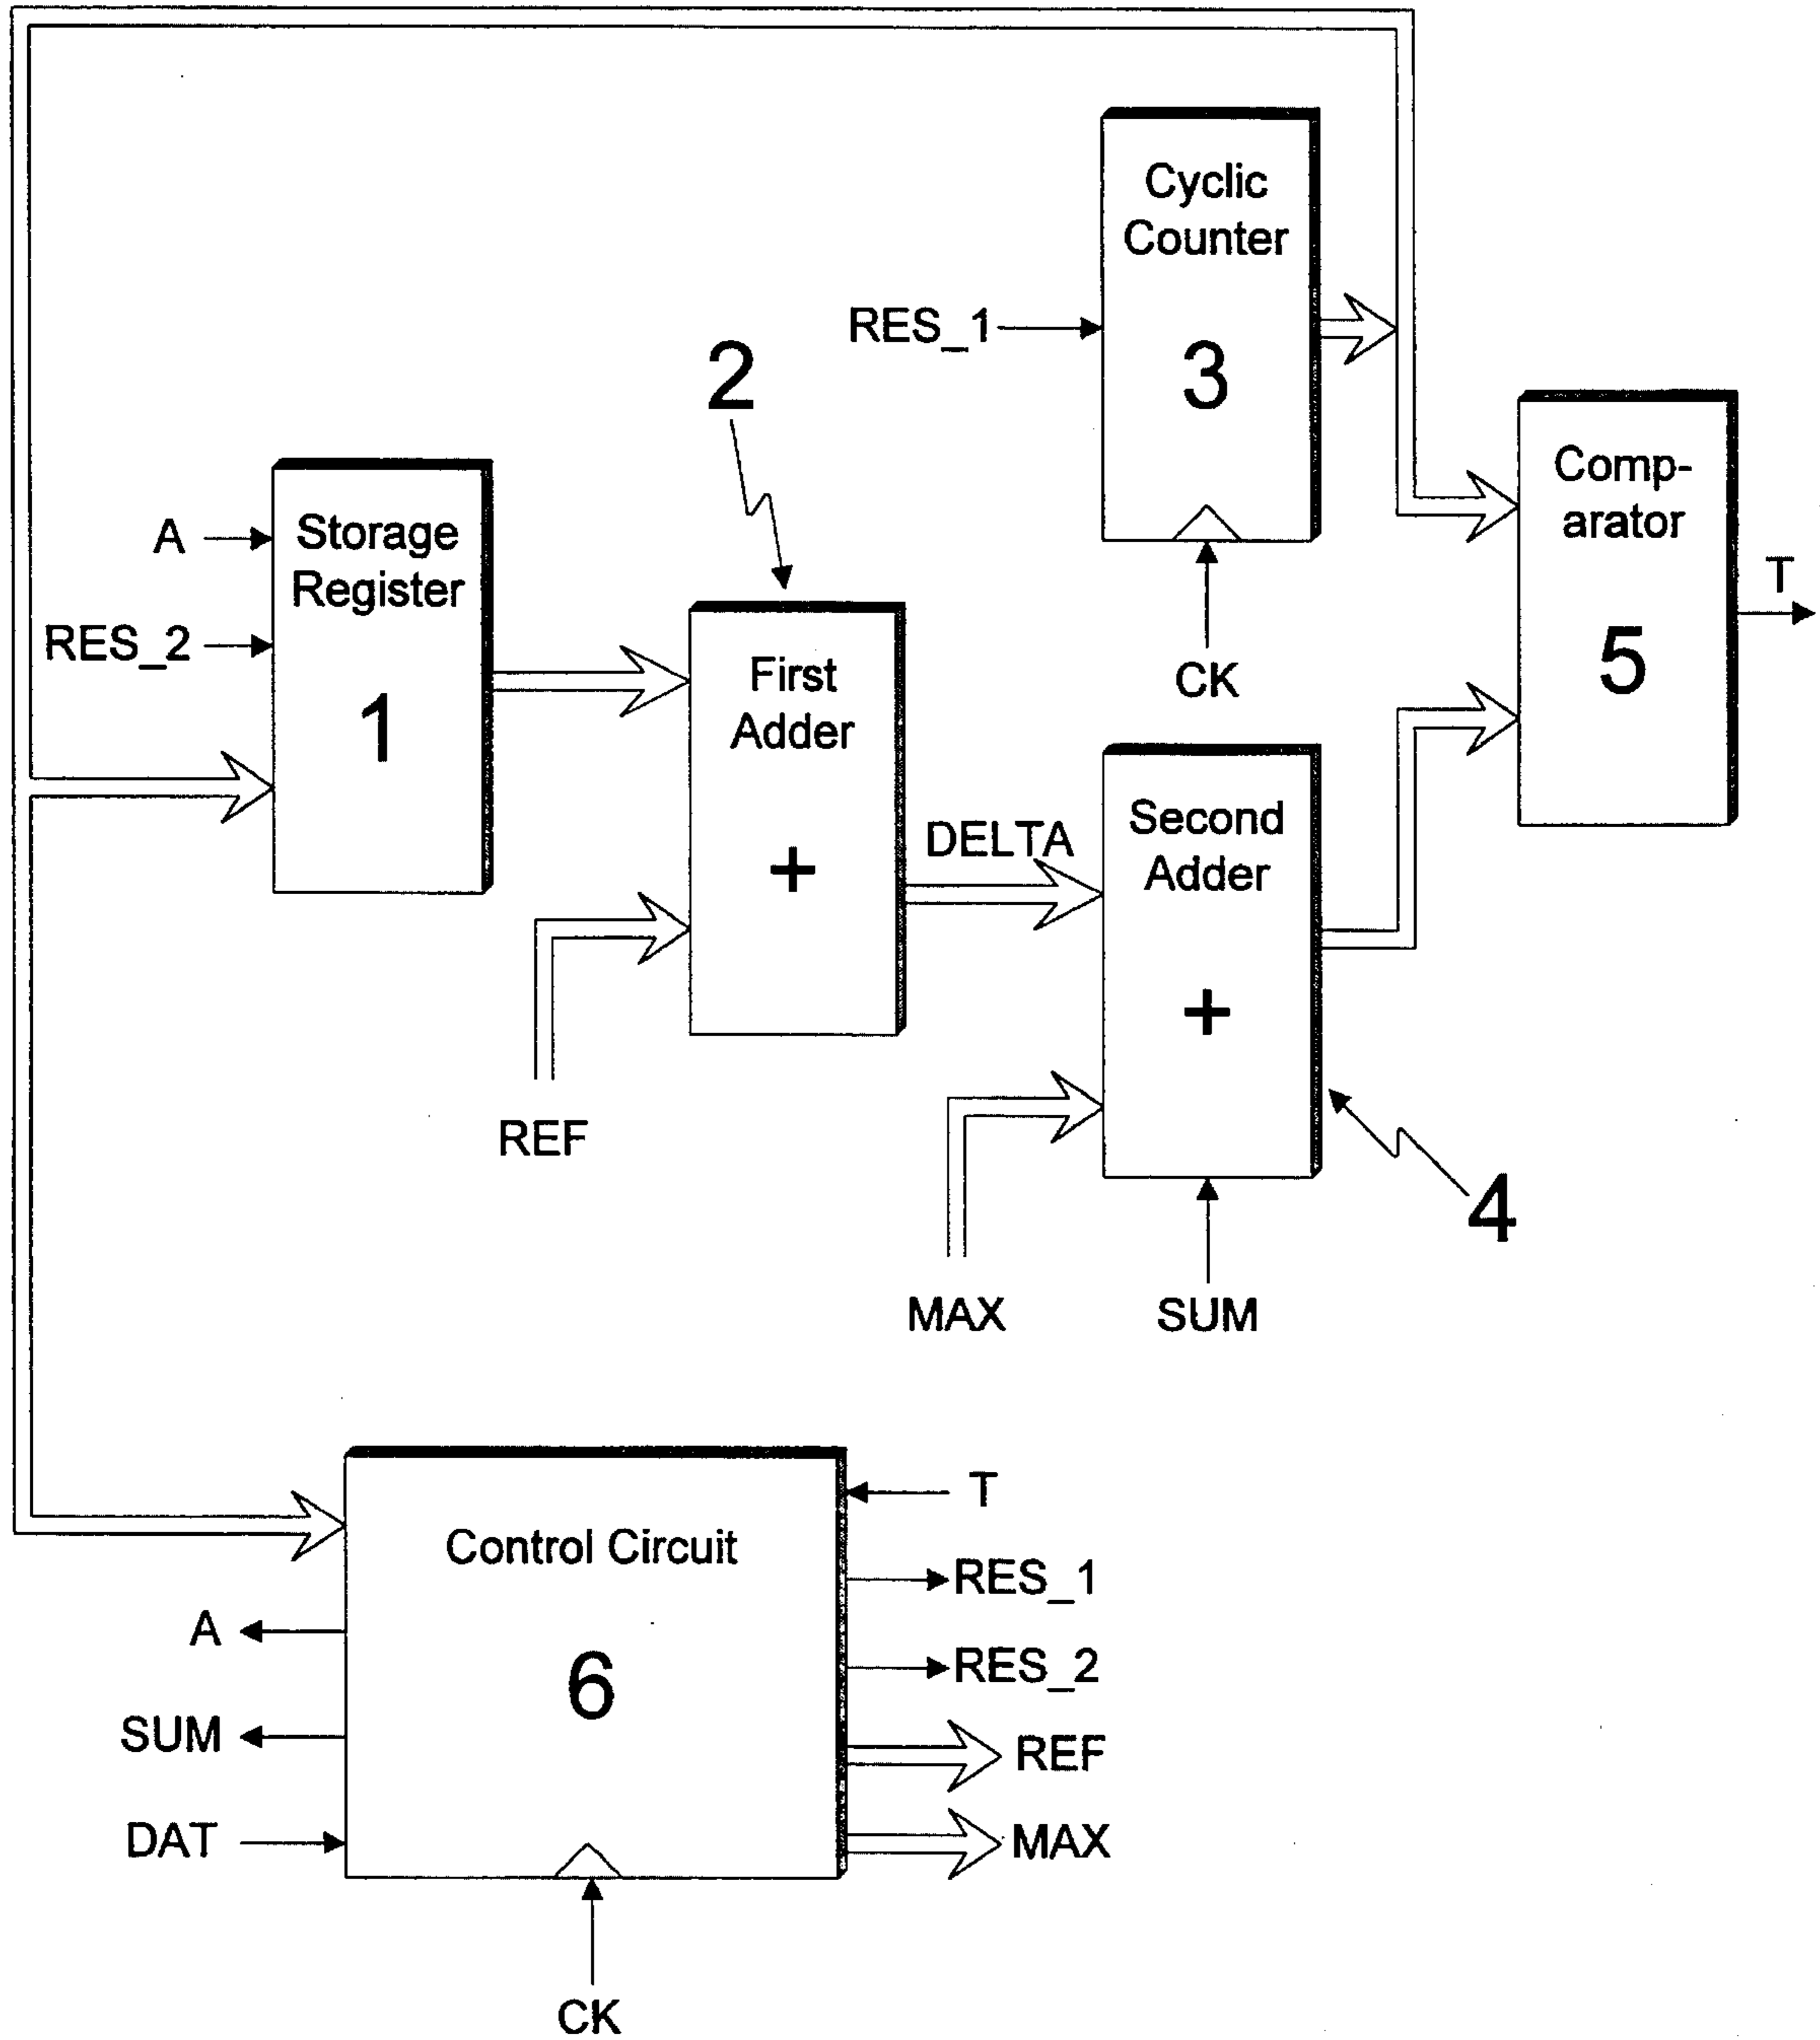 Cyclic
Counter
3
RES_1
CK
2
Comp-
arator
5
T
A
RES_2
Storage
Register
1
First
Adder
+
REF
DELTA
Second
Adder
+
MAX
SUM
4
Control Circuit
6
T
RES_1
RES_2
REF
MAX
A
SUM
DAT
CK